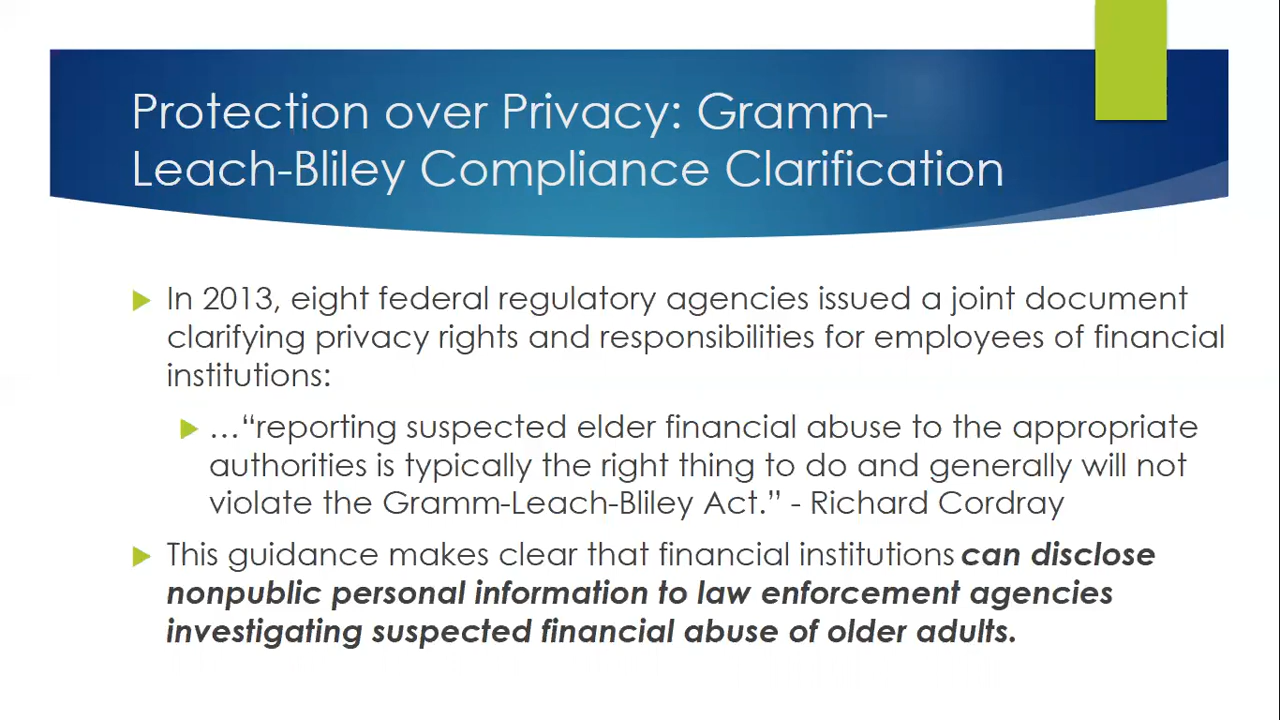 Protection over Privacy: Gramm-
Leach-Bliley Compliance Clarification
In 2013, eight federal regulatory agencies issued a joint document
clarifying privacy rights and responsibilities for employees of financial
institutions:
…“reporting suspected elder financial abuse to the appropriate
authorities is typically the right thing to do and generally will not
violate the Gramm-Leach-Bliley Act.” - Richard Cordray
This guidance makes clear that financial institutions can disclose
nonpublic personal information to law enforcement agencies
investigating suspected financial abuse of older adults.